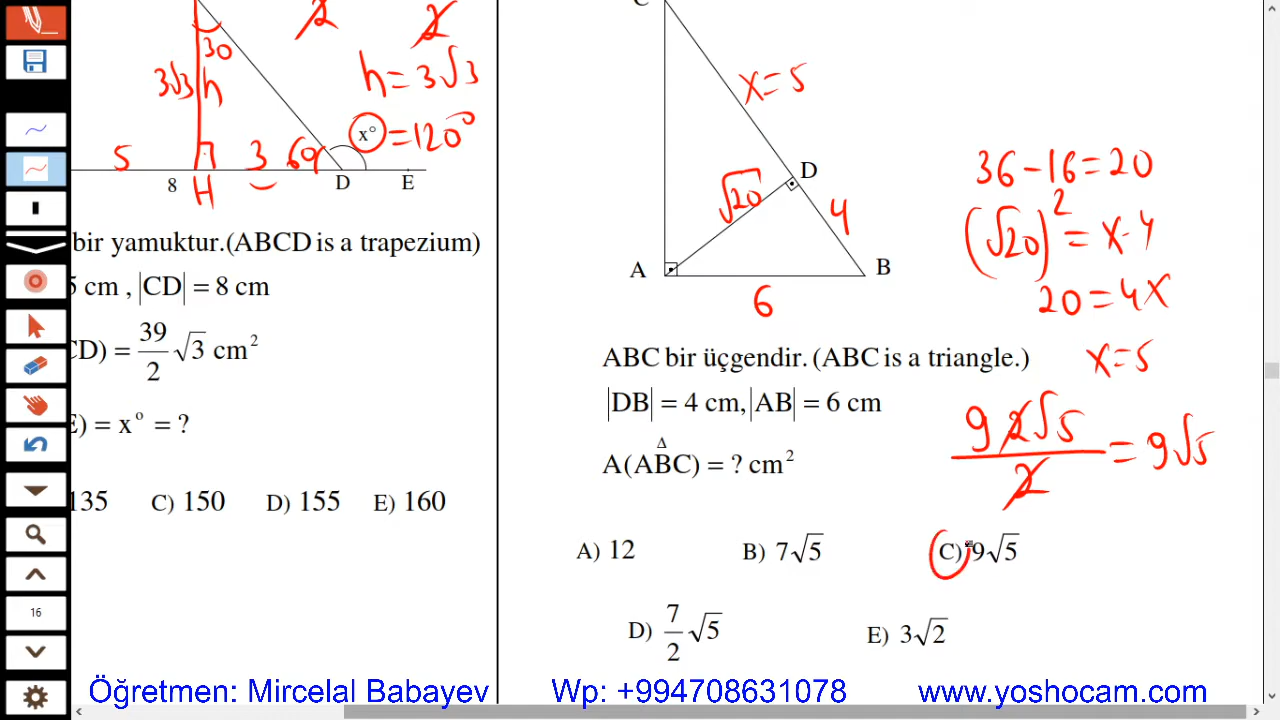 30
2 2
3√3 h
h = 3√3
x° = 120°
5 3 60
8 H D E
bir yamuktur.(ABCD is a trapezium)
5 cm , |CD| = 8 cm
CD) = 39/2 √3 cm²
E) = x° = ?
135 C) 150 D) 155 E) 160
C
x = 5
D
√20
4
A B
6
36 - 16 = 20
(√20)² = x · 4
20 = 4x
x = 5
ABC bir üçgendir. (ABC is a triangle.)
|DB| = 4 cm, |AB| = 6 cm
A(ABC) = ? cm²
Δ
9 2√5 / 2 = 9√5
A) 12 B) 7√5 C) 9√5
D) 7/2 √5 E) 3√2
16
Öğretmen: Mircelal Babayev Wp: +994708631078 www.yoshocam.com